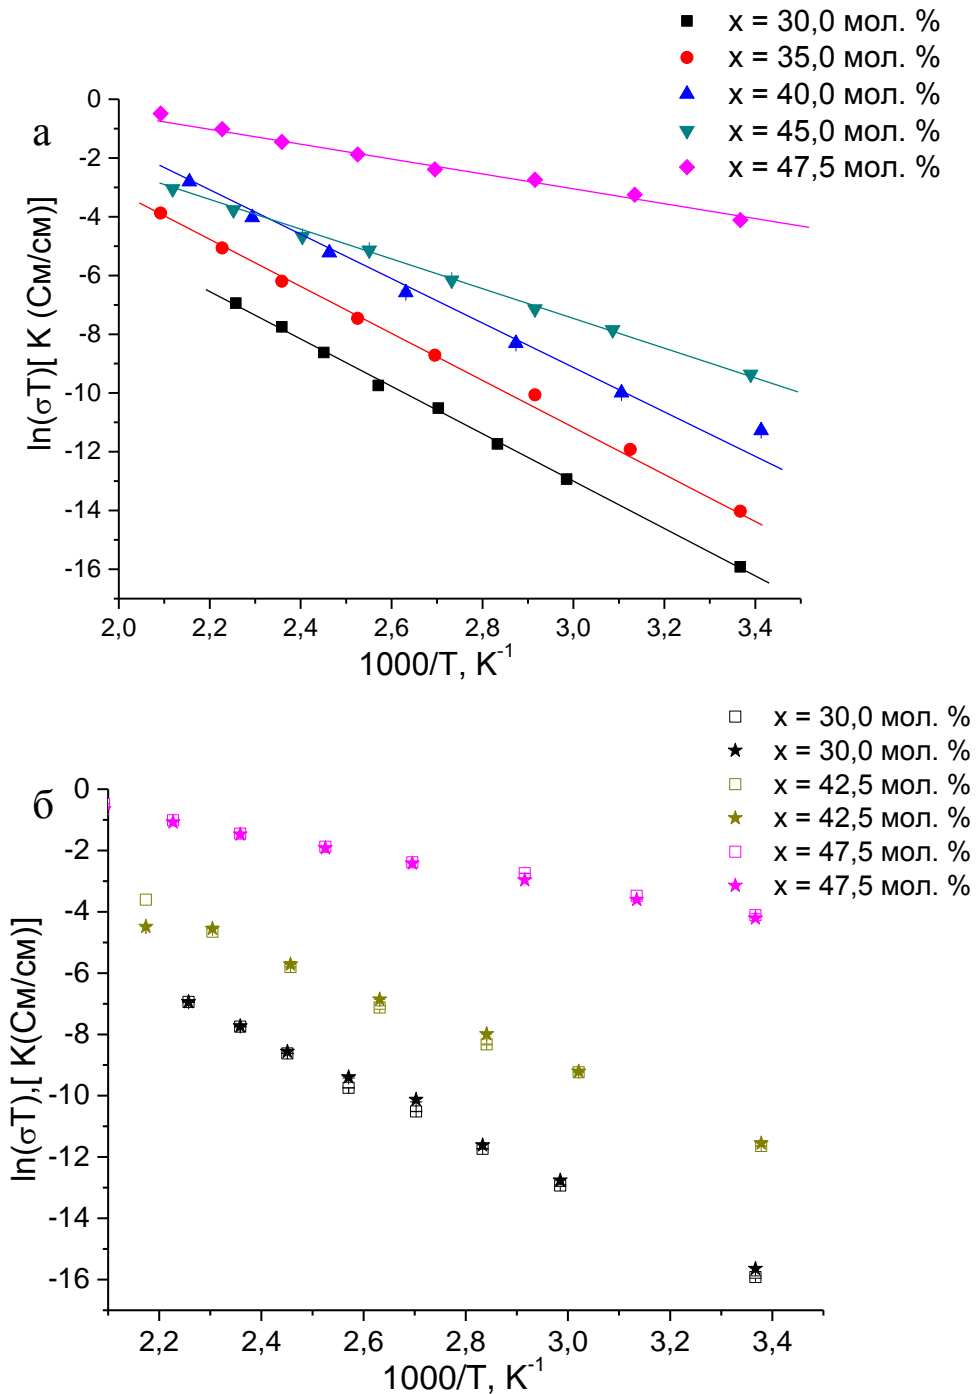 x = 30,0 мол. %
x = 35,0 мол. %
x = 40,0 мол. %
x = 45,0 мол. %
x = 47,5 мол. %
а
ln(σT)[ K (См/см)]
0
-2
-4
-6
-8
-10
-12
-14
-16
2,0 2,2 2,4 2,6 2,8 3,0 3,2 3,4
1000/T, K⁻¹
x = 30,0 мол. %
x = 30,0 мол. %
x = 42,5 мол. %
x = 42,5 мол. %
x = 47,5 мол. %
x = 47,5 мол. %
б
ln(σT),[ K(См/см)]
0
-2
-4
-6
-8
-10
-12
-14
-16
2,2 2,4 2,6 2,8 3,0 3,2 3,4
1000/T, K⁻¹